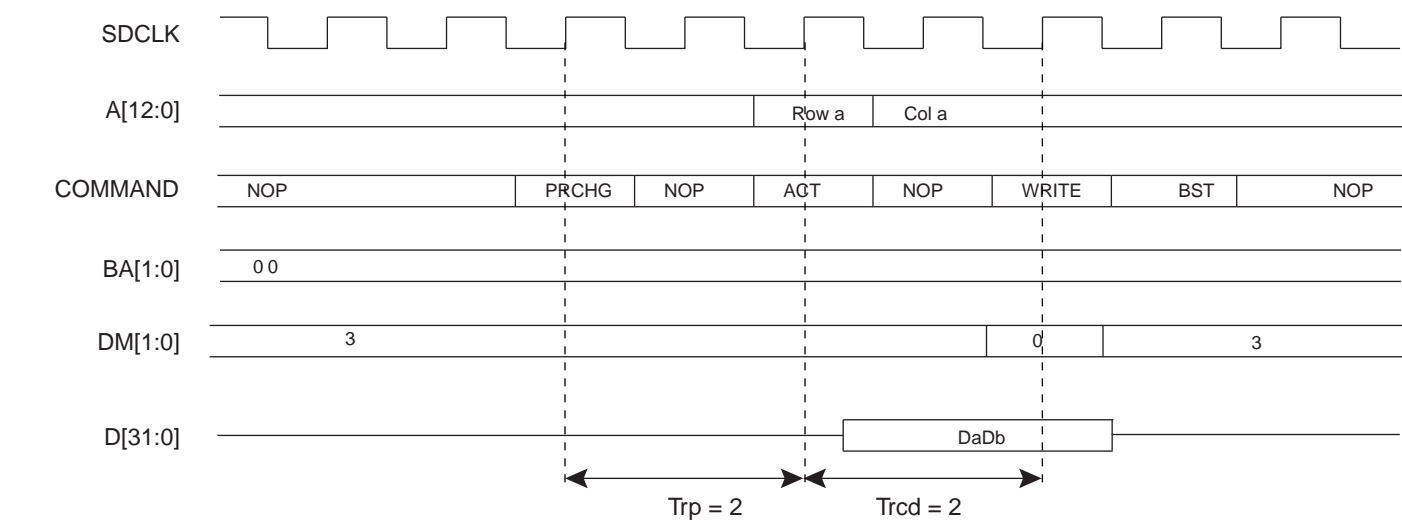 SDCLK
A[12:0] Row a Col a
COMMAND NOP PRCHG NOP ACT NOP WRITE BST NOP
BA[1:0] 0 0
DM[1:0] 3 0 3
D[31:0] DaDb
Trp = 2 Trcd = 2